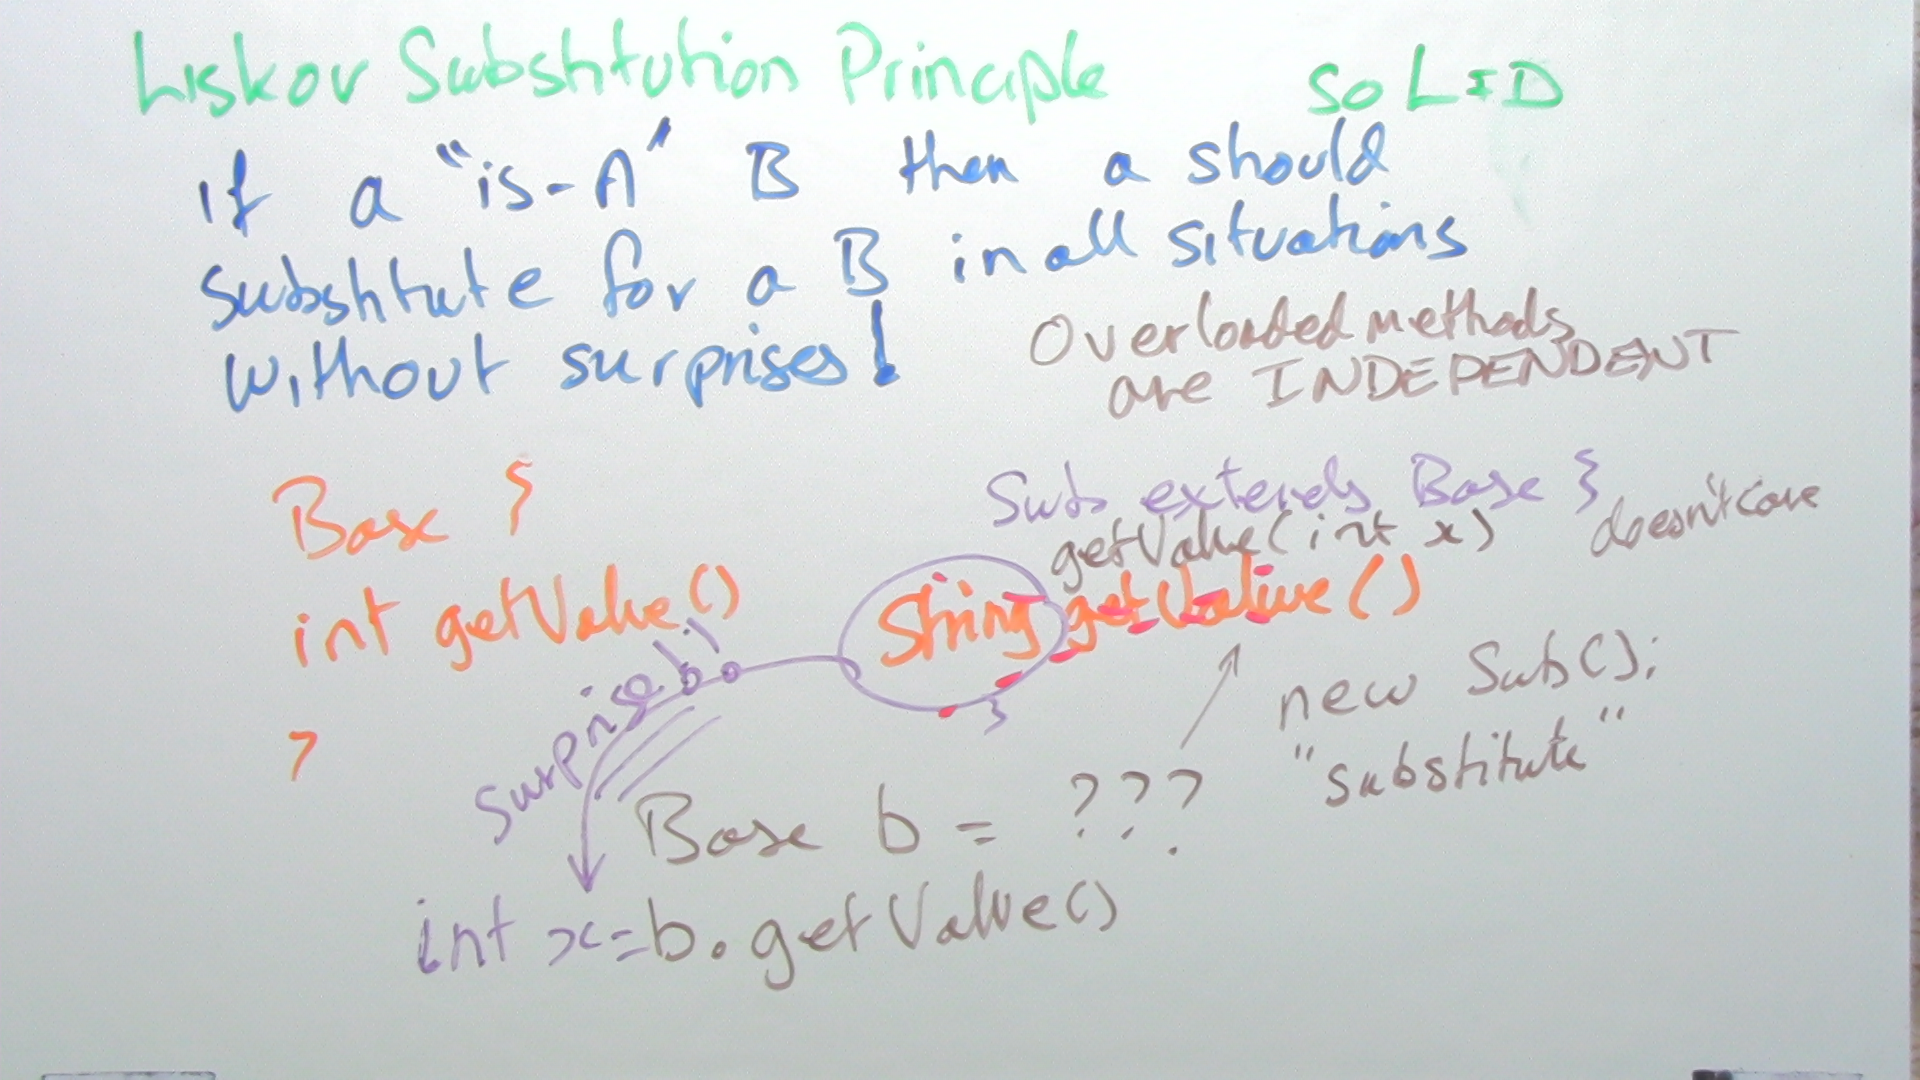 Liskov Substitution Principle SOLID
if a "is-A" B then a should
substitute for a B in all situations
without surprises!
Overloaded methods
are INDEPENDENT
Base {
int getValue()
}
Sub extends Base {
getValue(int x) doesn't care
String getValue()
}
surprise!!
new Sub();
"substitute"
Base b = ???
int x=b.getValue()